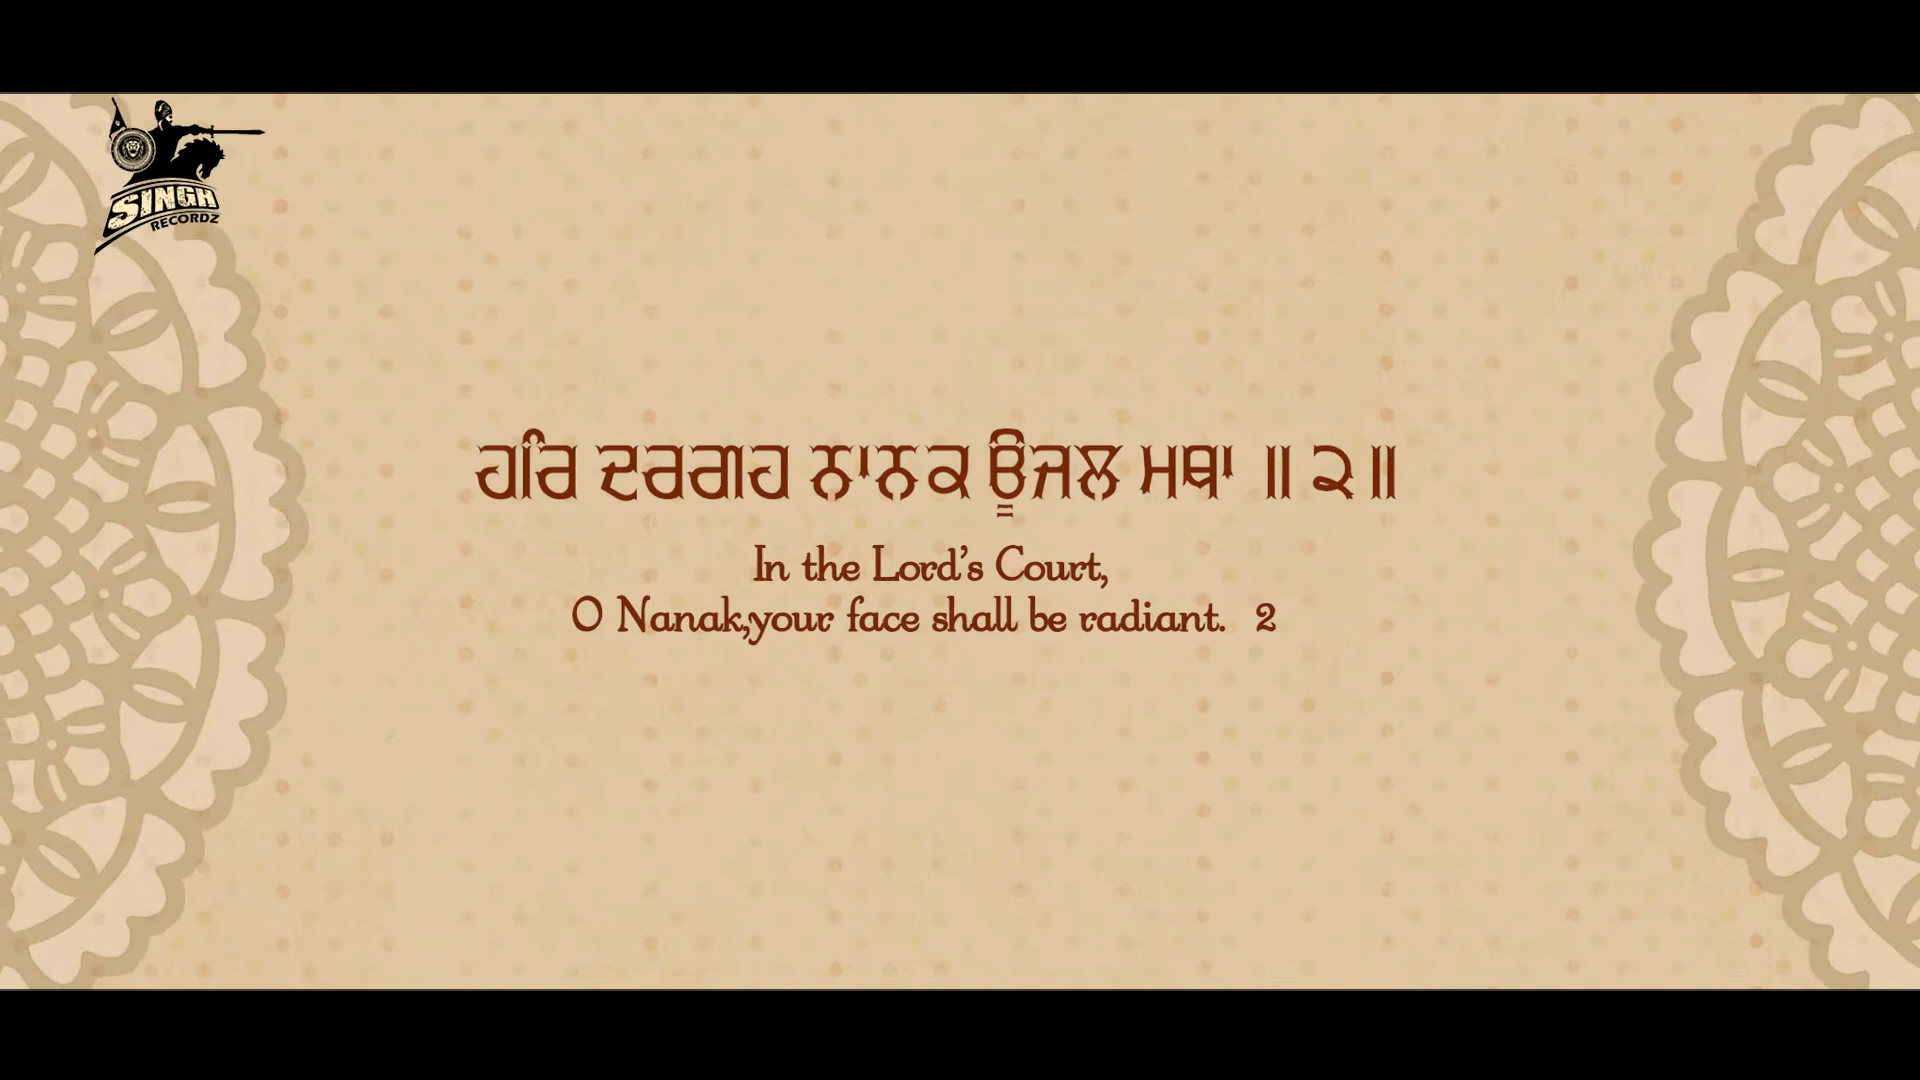 SINGH
RECORDZ
ਹਰਿ ਦਰਗਹ ਨਾਨਕ ਊਜਲ ਮਥਾ ॥ ੨॥
In the Lord's Court,
O Nanak,your face shall be radiant. 2